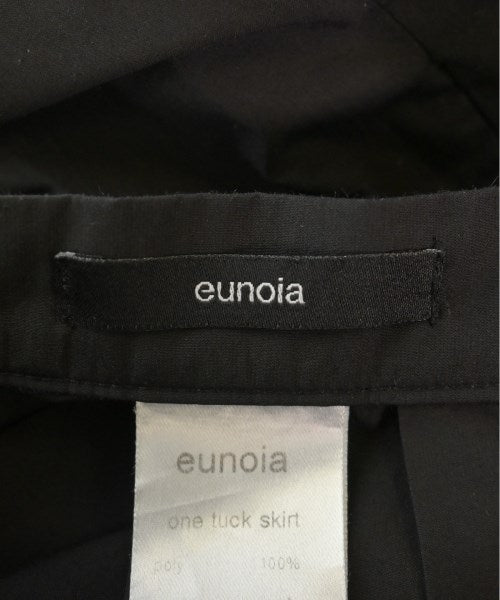 eunoia
eunoia
one tuck skirt
poly 100%